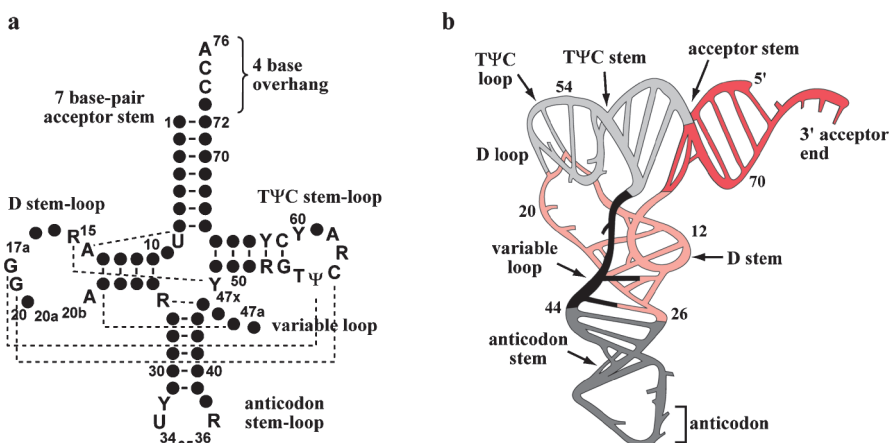 a
76
A
C
C
4 base
overhang
7 base-pair
acceptor stem
1
72
70
TΨC stem-loop
D stem-loop
60
17a
15
R
A
10
U
Y
C
Y
A
R
C
G
G
50
R
G
T
Ψ
Y
A
R
20
20a
20b
47x
47a
variable loop
30
40
Y
U
R
34
36
anticodon
stem-loop
b
TΨC
loop
TΨC stem
acceptor stem
54
5'
D loop
3' acceptor
end
70
20
12
variable
loop
D stem
44
26
anticodon
stem
anticodon